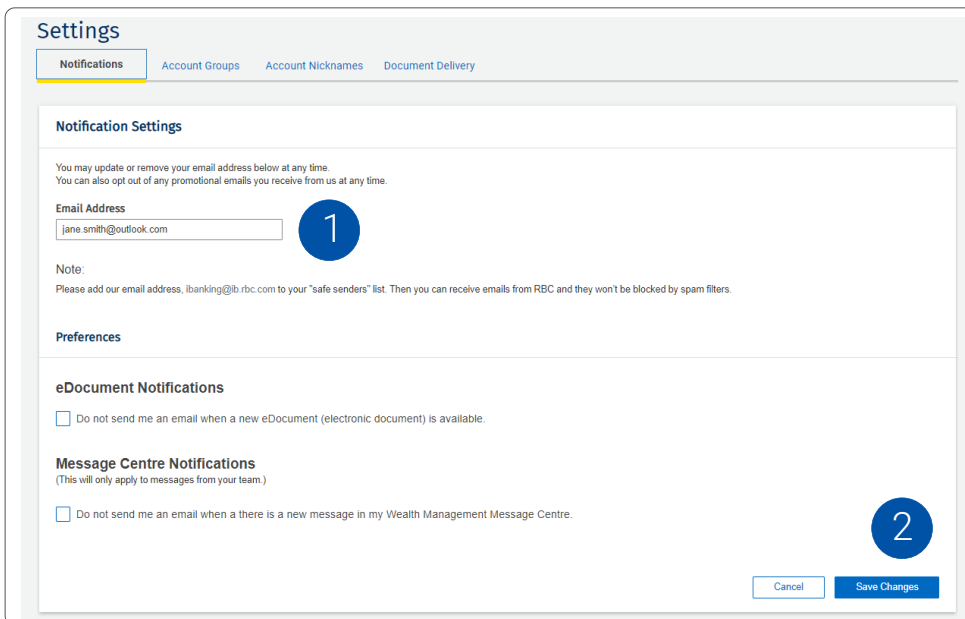 Settings
Notifications
Account Groups
Account Nicknames
Document Delivery
Notification Settings
You may update or remove your email address below at any time.
You can also opt out of any promotional emails you receive from us at any time.
Email Address
jane.smith@outlook.com
1
Note:
Please add our email address, ibanking@ib.rbc.com to your "safe senders" list. Then you can receive emails from RBC and they won't be blocked by spam filters.
Preferences
eDocument Notifications
Do not send me an email when a new eDocument (electronic document) is available.
Message Centre Notifications
(This will only apply to messages from your team.)
Do not send me an email when a there is a new message in my Wealth Management Message Centre.
2
Cancel
Save Changes